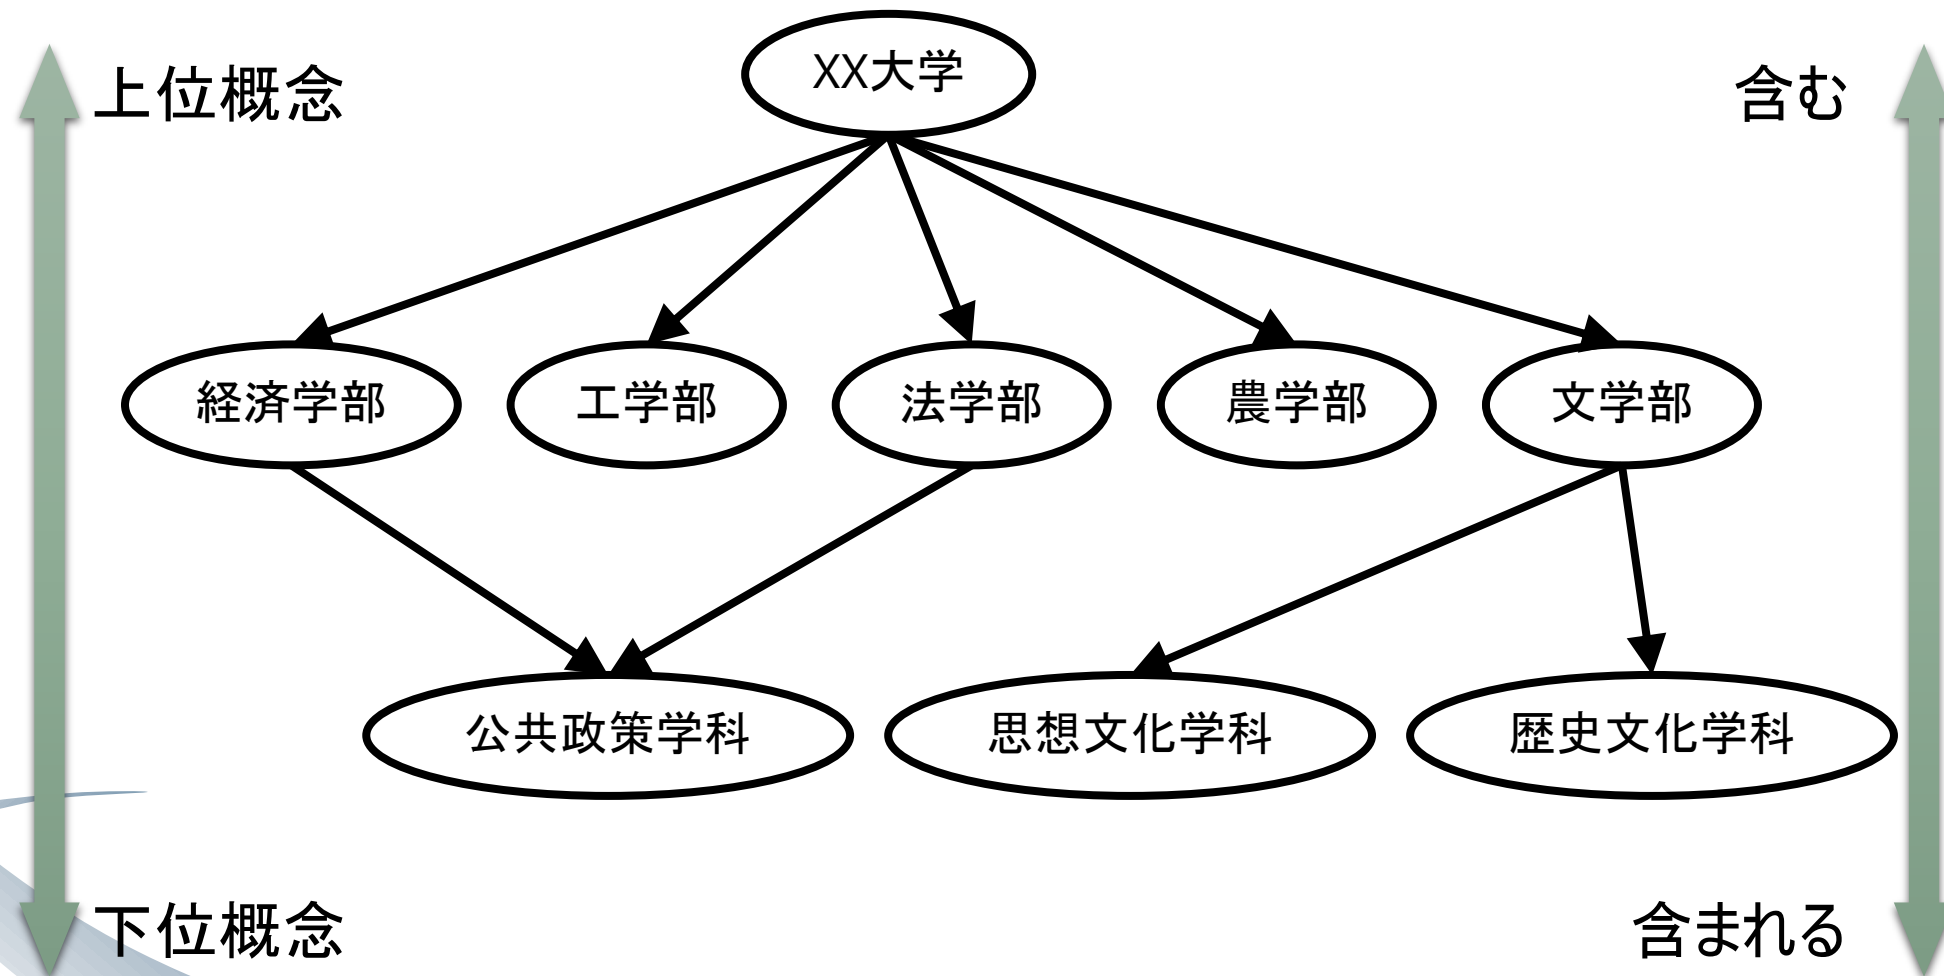 XX大学
上位概念
含む
経済学部
工学部
法学部
農学部
文学部
公共政策学科
思想文化学科
歴史文化学科
下位概念
含まれる